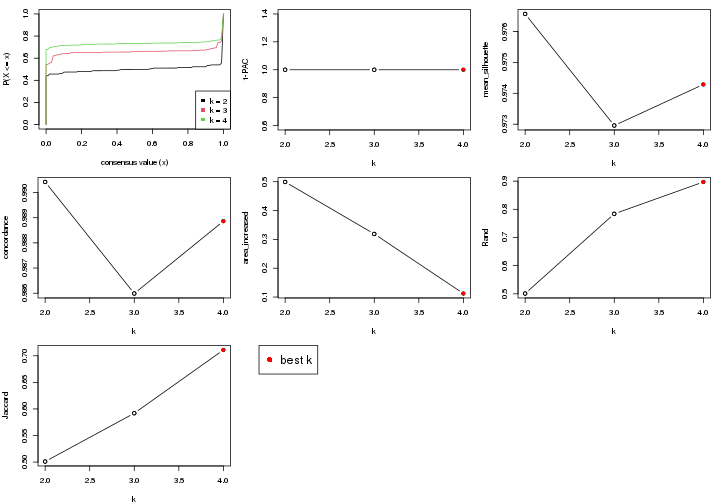 P(X <= x)
0.0 0.2 0.4 0.6 0.8 1.0
k = 2
k = 3
k = 4
0.0 0.2 0.4 0.6 0.8 1.0
consensus value (x)
1-PAC
0.6 0.8 1.0 1.2 1.4
2.0 2.5 3.0 3.5 4.0
k
mean_silhouette
0.973 0.974 0.975 0.976
2.0 2.5 3.0 3.5 4.0
k
concordance
0.986 0.987 0.988 0.989 0.990
2.0 2.5 3.0 3.5 4.0
k
area_increased
0.1 0.2 0.3 0.4 0.5
2.0 2.5 3.0 3.5 4.0
k
Rand
0.5 0.6 0.7 0.8 0.9
2.0 2.5 3.0 3.5 4.0
k
Jaccard
0.50 0.55 0.60 0.65 0.70
2.0 2.5 3.0 3.5 4.0
k
best k